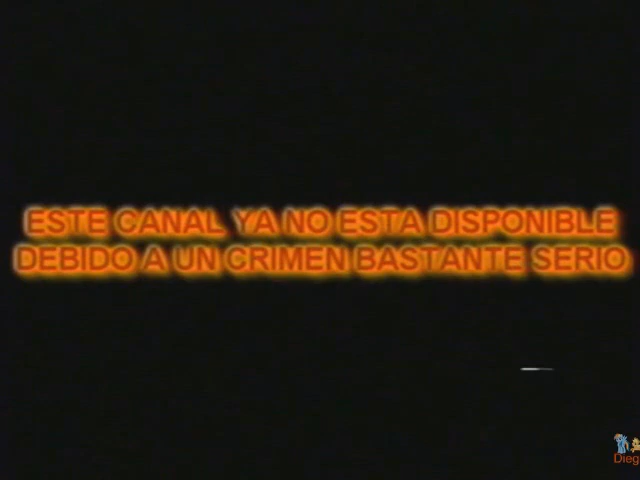 ESTE CANAL YA NO ESTA DISPONIBLE
DEBIDO A UN CRIMEN BASTANTE SERIO
Dieg